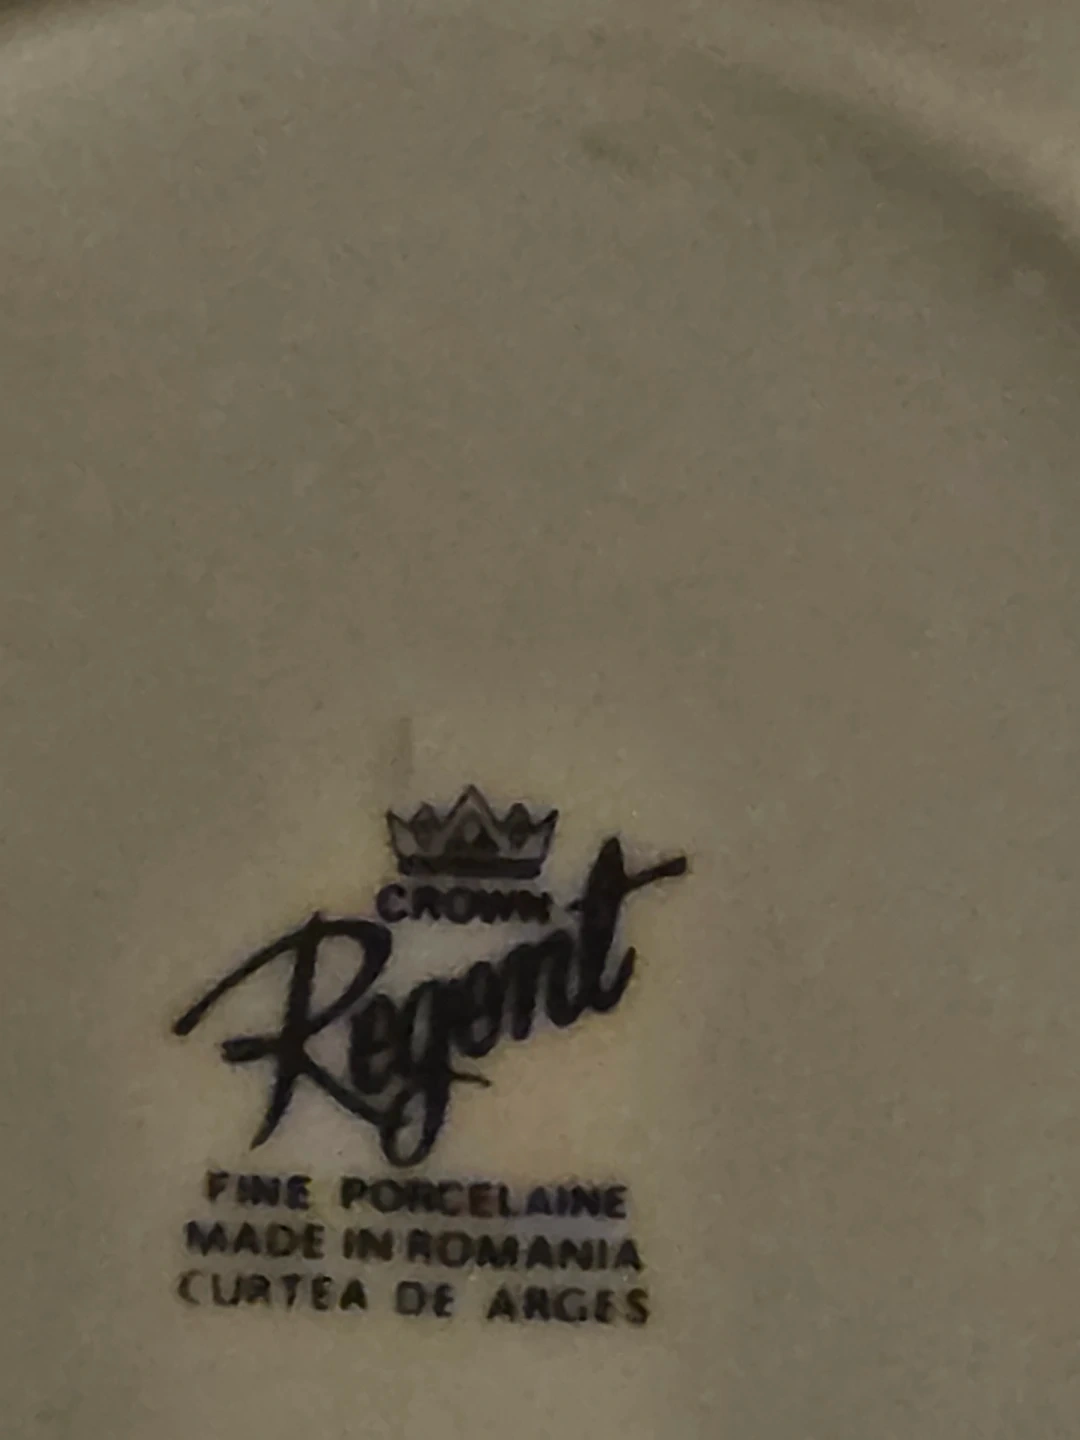 CROWN
Regent
FINE PORCELAINE
MADE IN ROMANIA
CURTEA DE ARGES